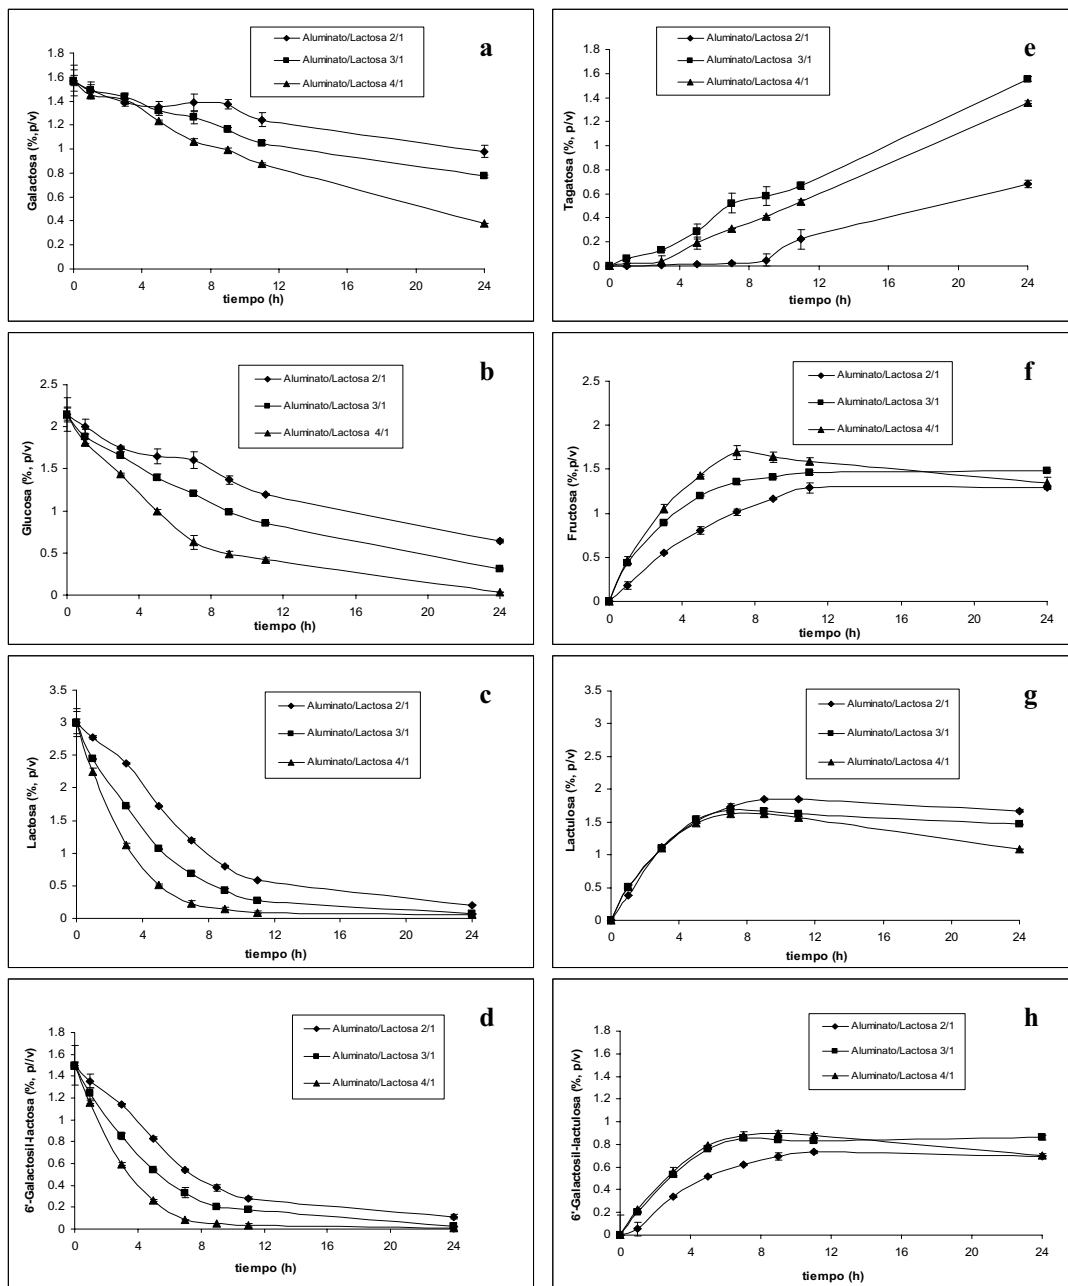 a
Aluminato/Lactosa 2/1
Aluminato/Lactosa 3/1
Aluminato/Lactosa 4/1
Galactosa (%,p/v)
1.8
1.6
1.4
1.2
1
0.8
0.6
0.4
0.2
0
0 4 8 12 16 20 24
tiempo (h)
e
Aluminato/Lactosa 2/1
Aluminato/Lactosa 3/1
Aluminato/Lactosa 4/1
Tagatosa (%, p/v)
1.8
1.6
1.4
1.2
1
0.8
0.6
0.4
0.2
0
0 4 8 12 16 20 24
tiempo (h)
b
Aluminato/Lactosa 2/1
Aluminato/Lactosa 3/1
Aluminato/Lactosa 4/1
Glucosa (%, p/v)
2.5
2
1.5
1
0.5
0
0 4 8 12 16 20 24
tiempo (h)
f
Aluminato/Lactosa 2/1
Aluminato/Lactosa 3/1
Aluminato/Lactosa 4/1
Fructosa (%,p/v)
2.5
2
1.5
1
0.5
0
0 4 8 12 16 20 24
tiempo (h)
c
Aluminato/Lactosa 2/1
Aluminato/Lactosa 3/1
Aluminato/Lactosa 4/1
Lactosa (%, p/v)
3.5
3
2.5
2
1.5
1
0.5
0
0 4 8 12 16 20 24
tiempo (h)
g
Aluminato/Lactosa 2/1
Aluminato/Lactosa 3/1
Aluminato/Lactosa 4/1
Lactulosa (%, p/v)
3.5
3
2.5
2
1.5
1
0.5
0
0 4 8 12 16 20 24
tiempo (h)
d
Aluminato/Lactosa 2/1
Aluminato/Lactosa 3/1
Aluminato/Lactosa 4/1
6'-Galactosil-lactosa (%, p//v)
1.8
1.6
1.4
1.2
1
0.8
0.6
0.4
0.2
0
0 4 8 12 16 20 24
tiempo (h)
h
Aluminato/Lactosa 2/1
Aluminato/Lactosa 3/1
Aluminato/Lactosa 4/1
6'-Galactosil-lactulosa (%, p/v)
1.8
1.6
1.4
1.2
1
0.8
0.6
0.4
0.2
0
0 4 8 12 16 20 24
tiempo (h)